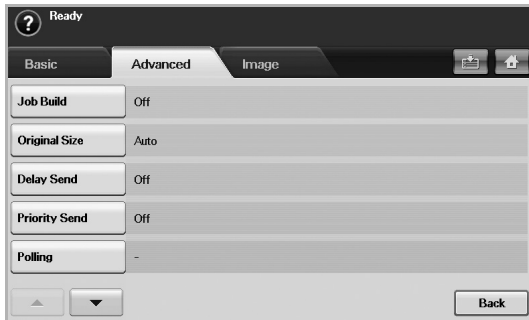 ? Ready
Basic Advanced Image
Job Build Off
Original Size Auto
Delay Send Off
Priority Send Off
Polling -
Back